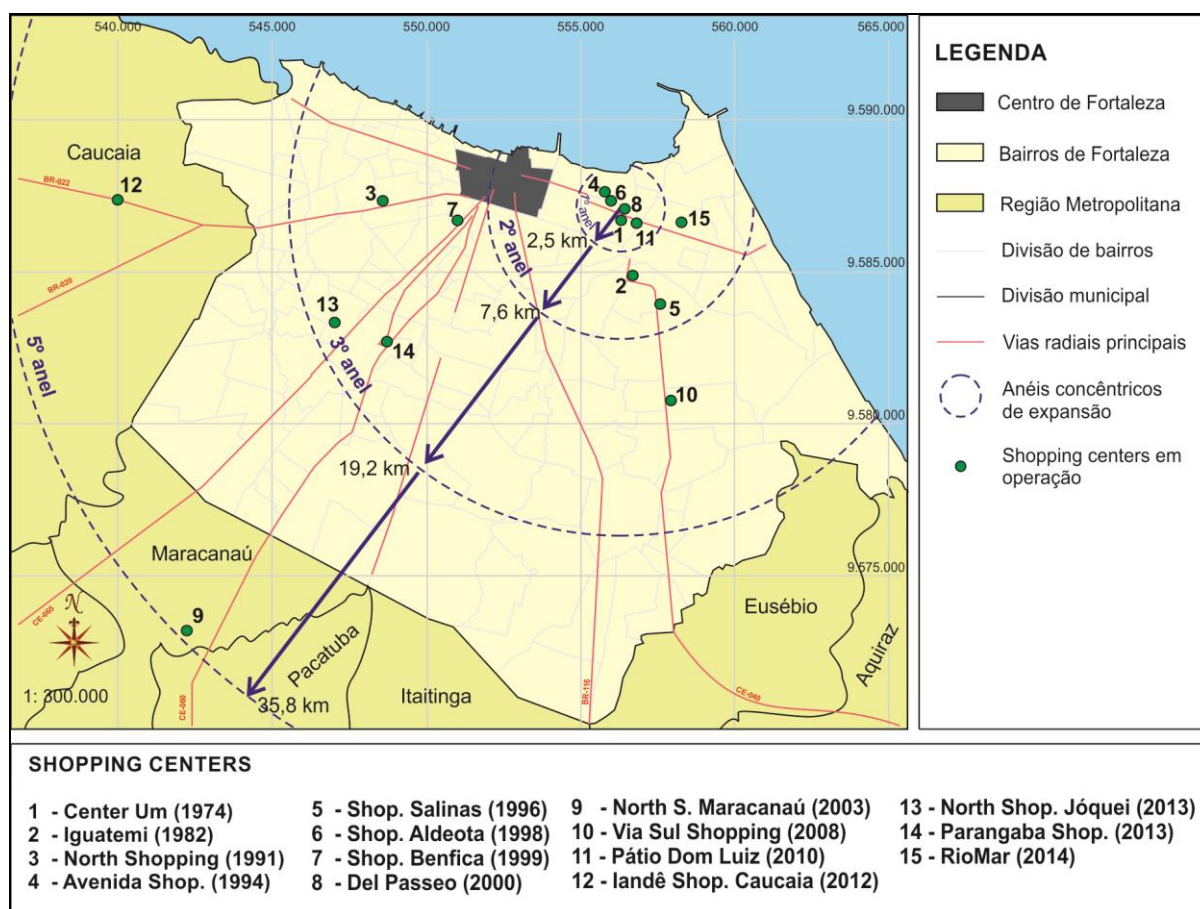 540.000 545.000 550.000 555.000 560.000 565.000
9.590.000
9.585.000
9.580.000
9.575.000
Caucaia
BR-022
12
3
7
4
6
8
1º anel
1
11
15
2,5 km
2º anel
2
5
7,6 km
BR-020
13
14
3º anel
5º anel
10
19,2 km
Maracanaú
CE-065
N
9
Pacatuba
Eusébio
Aquiraz
Itaitinga
1: 300.000
35,8 km
CE-060
BR-116
CE-040
LEGENDA
Centro de Fortaleza
Bairros de Fortaleza
Região Metropolitana
Divisão de bairros
Divisão municipal
Vias radiais principais
Anéis concêntricos
de expansão
Shopping centers em
operação
SHOPPING CENTERS
1 - Center Um (1974)
2 - Iguatemi (1982)
3 - North Shopping (1991)
4 - Avenida Shop. (1994)
5 - Shop. Salinas (1996)
6 - Shop. Aldeota (1998)
7 - Shop. Benfica (1999)
8 - Del Passeo (2000)
9 - North S. Maracanaú (2003)
10 - Via Sul Shopping (2008)
11 - Pátio Dom Luiz (2010)
12 - Iandê Shop. Caucaia (2012)
13 - North Shop. Jóquei (2013)
14 - Parangaba Shop. (2013)
15 - RioMar (2014)